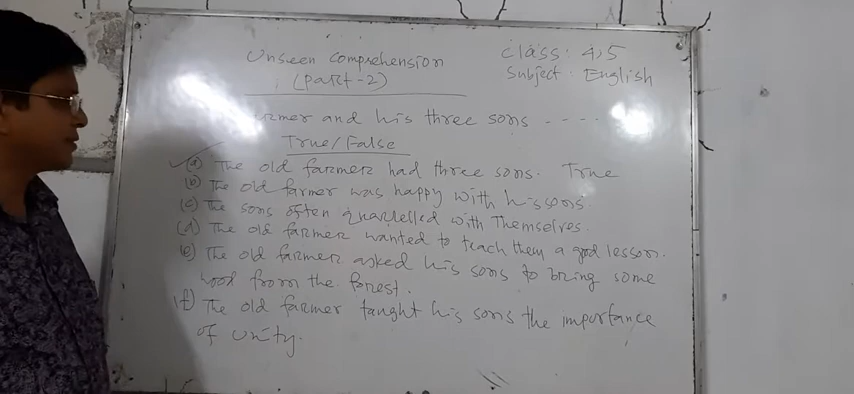 Unseen Comprehension
(Part-2)
Class: 4,5
Subject: English
and his three sons ....
True/False
(a) The old farmer had three sons. True
(b) The old farmer was happy with his sons.
(c) The sons often quarrelled with themselves.
(d) The old farmer wanted to teach them a good lesson.
(e) The old farmer asked his sons to bring some
wood from the forest.
(f) The old farmer taught his sons the importance
of unity.